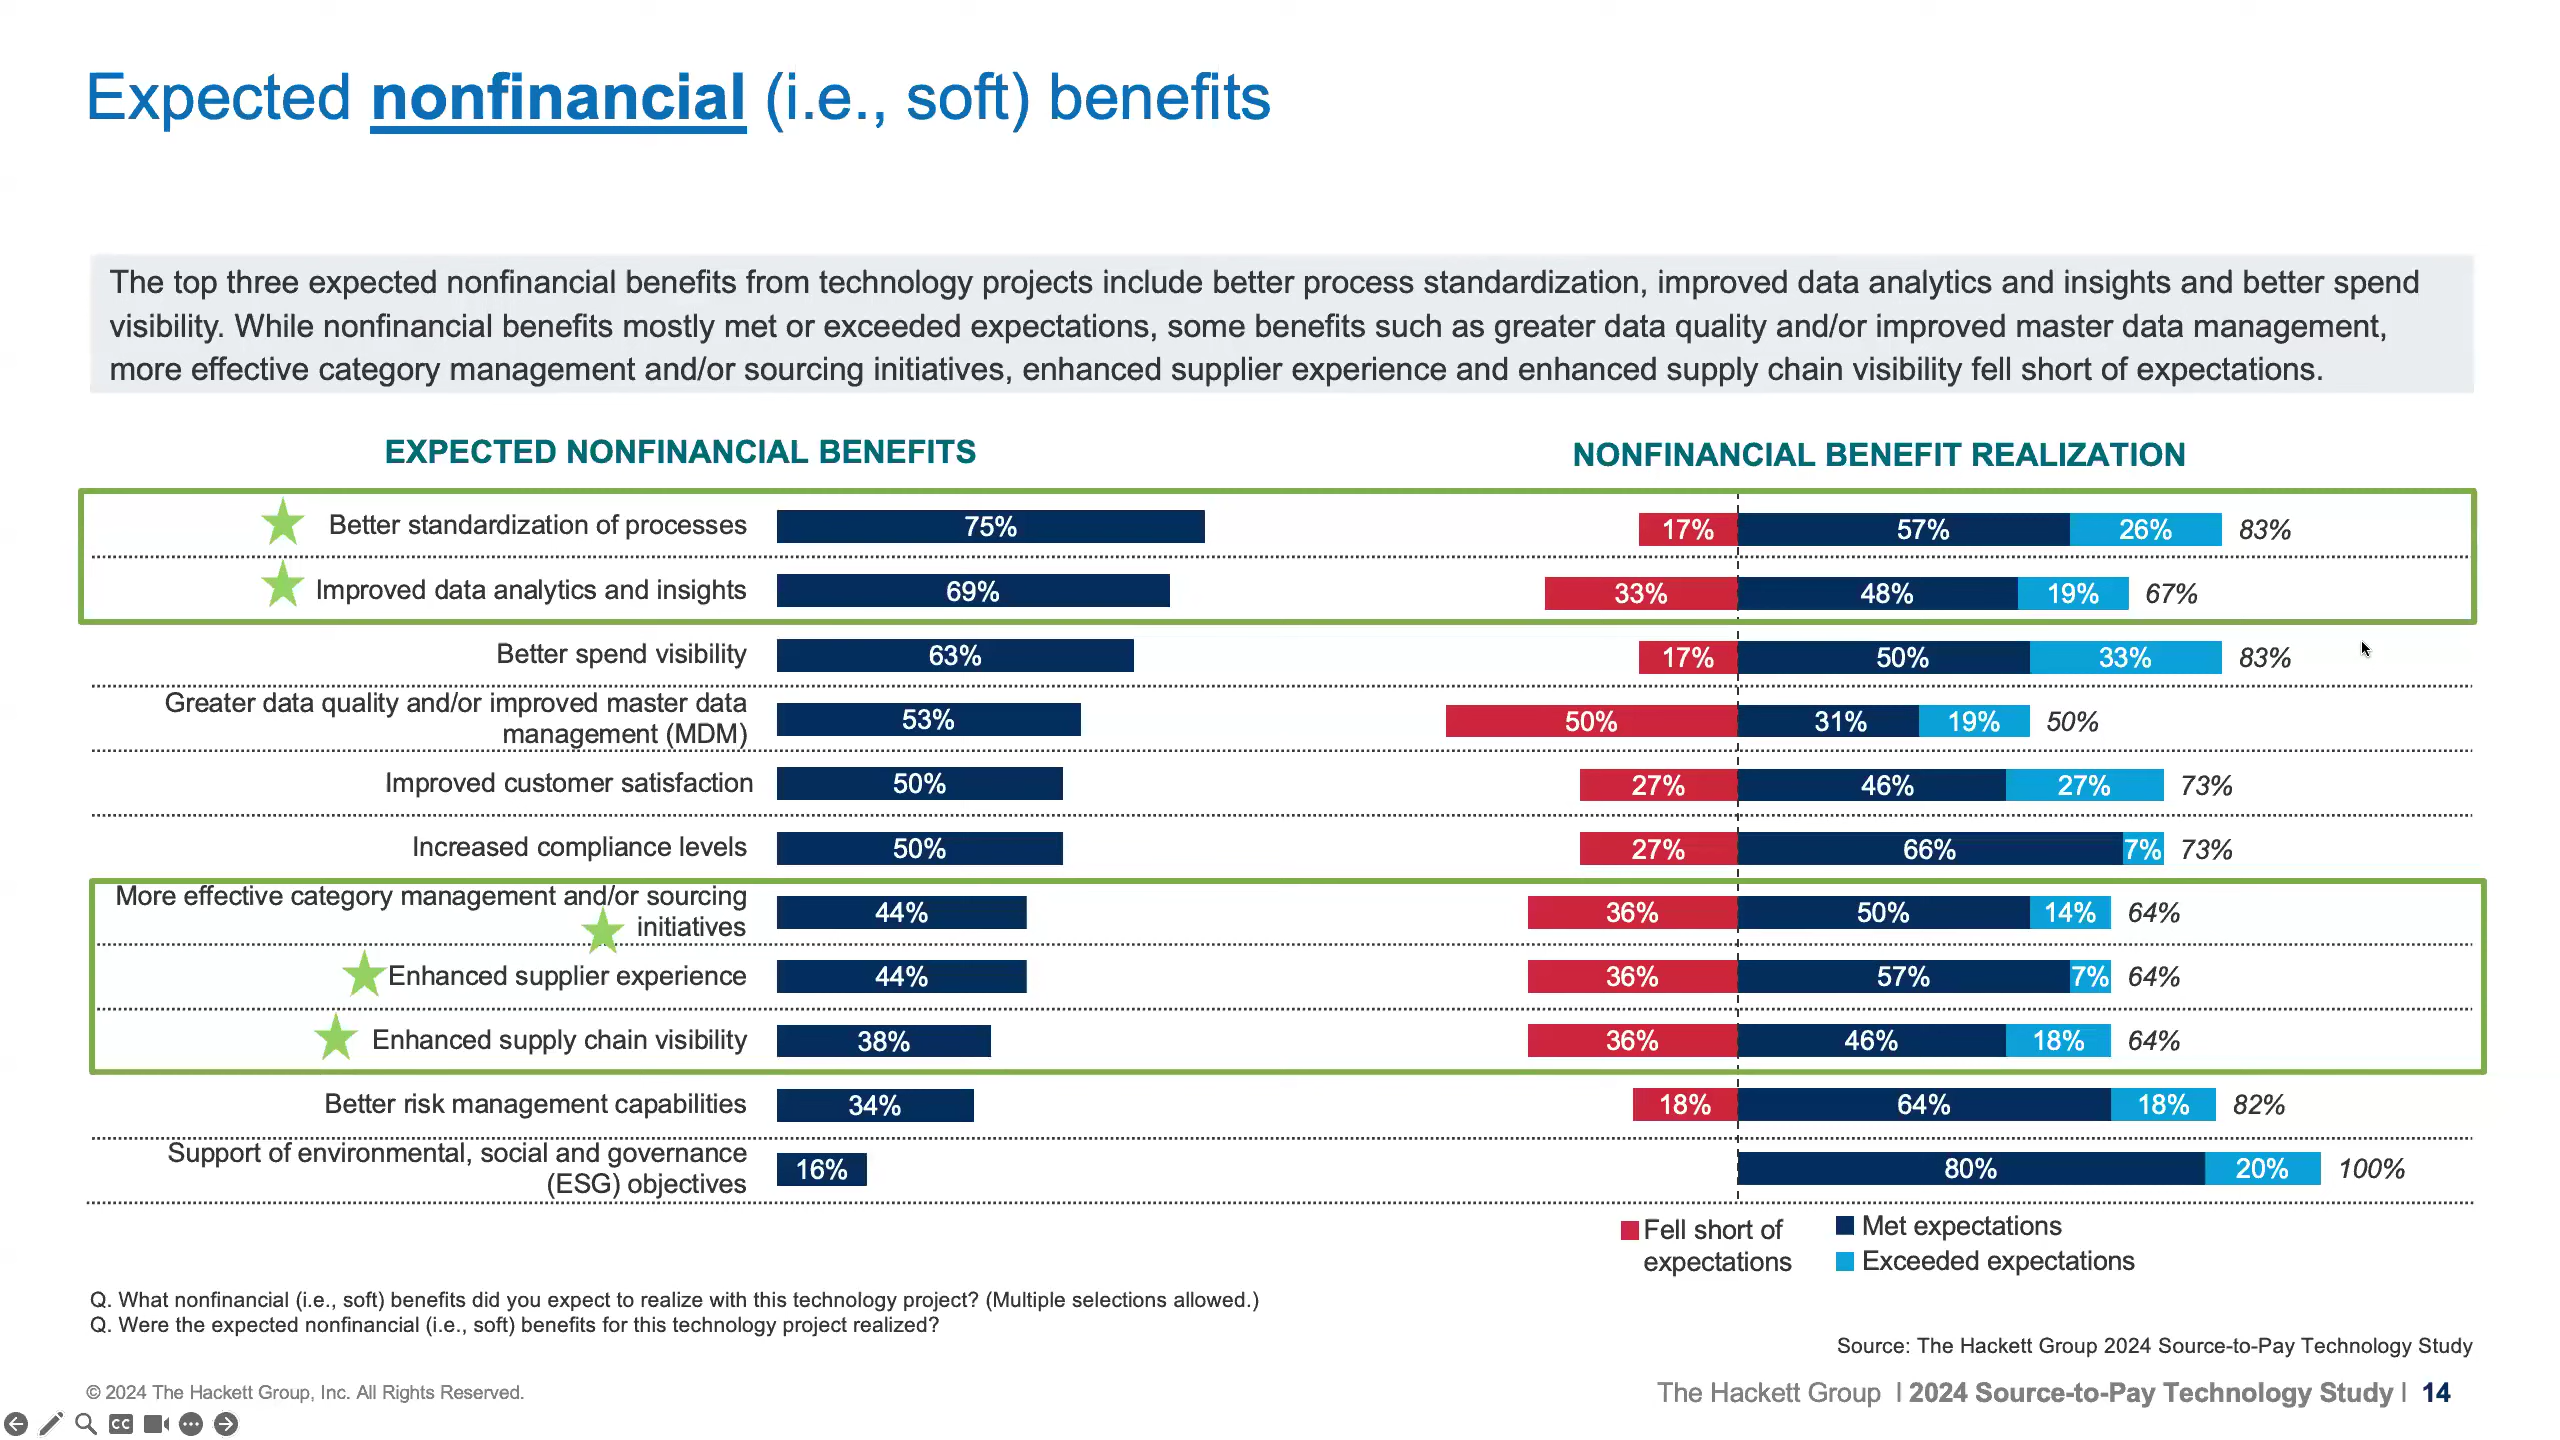 Expected nonfinancial (i.e., soft) benefits
The top three expected nonfinancial benefits from technology projects include better process standardization, improved data analytics and insights and better spend
visibility. While nonfinancial benefits mostly met or exceeded expectations, some benefits such as greater data quality and/or improved master data management,
more effective category management and/or sourcing initiatives, enhanced supplier experience and enhanced supply chain visibility fell short of expectations.
EXPECTED NONFINANCIAL BENEFITS
NONFINANCIAL BENEFIT REALIZATION
Better standardization of processes 75% 17% 57% 26% 83%
Improved data analytics and insights 69% 33% 48% 19% 67%
Better spend visibility 63% 17% 50% 33% 83%
Greater data quality and/or improved master data
management (MDM) 53% 50% 31% 19% 50%
Improved customer satisfaction 50% 27% 46% 27% 73%
Increased compliance levels 50% 27% 66% 7% 73%
More effective category management and/or sourcing
initiatives 44% 36% 50% 14% 64%
Enhanced supplier experience 44% 36% 57% 7% 64%
Enhanced supply chain visibility 38% 36% 46% 18% 64%
Better risk management capabilities 34% 18% 64% 18% 82%
Support of environmental, social and governance
(ESG) objectives 16% 80% 20% 100%
Fell short of
expectations
Met expectations
Exceeded expectations
Q. What nonfinancial (i.e., soft) benefits did you expect to realize with this technology project? (Multiple selections allowed.)
Q. Were the expected nonfinancial (i.e., soft) benefits for this technology project realized?
Source: The Hackett Group 2024 Source-to-Pay Technology Study
© 2024 The Hackett Group, Inc. All Rights Reserved.
The Hackett Group | 2024 Source-to-Pay Technology Study | 14
CC